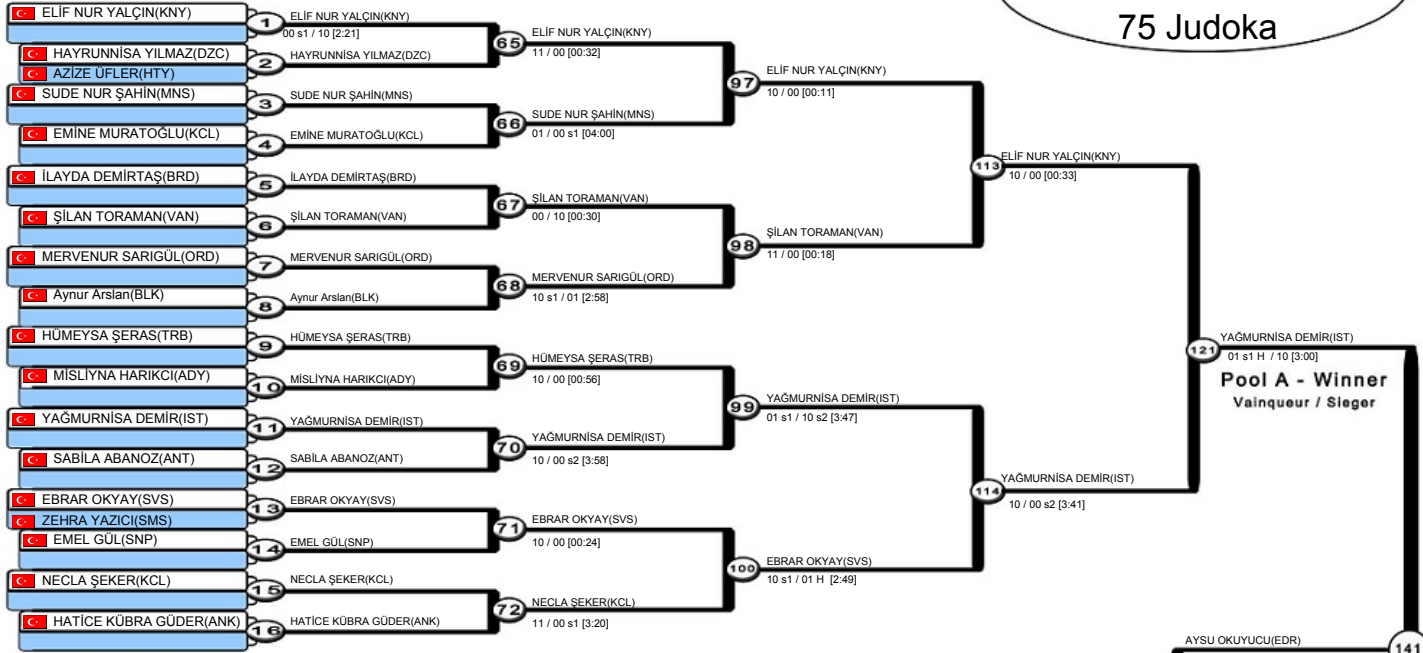 75 Judoka
ELİF NUR YALÇIN(KNY)
HAYRUNNİSA YILMAZ(DZC)
AZİZE ÜFLER(HTY)
SUDE NUR ŞAHİN(MNS)
EMİNE MURATOĞLU(KCL)
İLAYDA DEMİRTAŞ(BRD)
ŞİLAN TORAMAN(VAN)
MERVENUR SARIGÜL(ORD)
Aynur Arslan(BLK)
HÜMEYSA ŞERAS(TRB)
MİSLİYNA HARIKCI(ADY)
YAĞMURNİSA DEMİR(IST)
SABİLA ABANOZ(ANT)
EBRAR OKYAY(SVS)
ZEHRA YAZICI(SMS)
EMEL GÜL(SNP)
NECLA ŞEKER(KCL)
HATİCE KÜBRA GÜDER(ANK)
1
2
3
4
5
6
7
8
9
10
11
12
13
14
15
16
ELİF NUR YALÇIN(KNY)
00 s1 / 10 [2:21]
HAYRUNNİSA YILMAZ(DZC)
SUDE NUR ŞAHİN(MNS)
EMİNE MURATOĞLU(KCL)
İLAYDA DEMİRTAŞ(BRD)
ŞİLAN TORAMAN(VAN)
MERVENUR SARIGÜL(ORD)
Aynur Arslan(BLK)
HÜMEYSA ŞERAS(TRB)
MİSLİYNA HARIKCI(ADY)
YAĞMURNİSA DEMİR(IST)
SABİLA ABANOZ(ANT)
EBRAR OKYAY(SVS)
EMEL GÜL(SNP)
NECLA ŞEKER(KCL)
HATİCE KÜBRA GÜDER(ANK)
65
ELİF NUR YALÇIN(KNY)
11 / 00 [00:32]
66
SUDE NUR ŞAHİN(MNS)
01 / 00 s1 [04:00]
67
ŞİLAN TORAMAN(VAN)
00 / 10 [00:30]
68
MERVENUR SARIGÜL(ORD)
10 s1 / 01 [2:58]
69
HÜMEYSA ŞERAS(TRB)
10 / 00 [00:56]
70
YAĞMURNİSA DEMİR(IST)
10 / 00 s2 [3:58]
71
EBRAR OKYAY(SVS)
10 / 00 [00:24]
72
NECLA ŞEKER(KCL)
11 / 00 s1 [3:20]
97
ELİF NUR YALÇIN(KNY)
10 / 00 [00:11]
98
ŞİLAN TORAMAN(VAN)
11 / 00 [00:18]
99
YAĞMURNİSA DEMİR(IST)
01 s1 / 10 s2 [3:47]
100
EBRAR OKYAY(SVS)
10 s1 / 01 H [2:49]
113
ELİF NUR YALÇIN(KNY)
10 / 00 [00:33]
114
YAĞMURNİSA DEMİR(IST)
10 / 00 s2 [3:41]
121
YAĞMURNİSA DEMİR(IST)
01 s1 H / 10 [3:00]
Pool A - Winner
Vainqueur / Sieger
AYSU OKUYUCU(EDR)
141